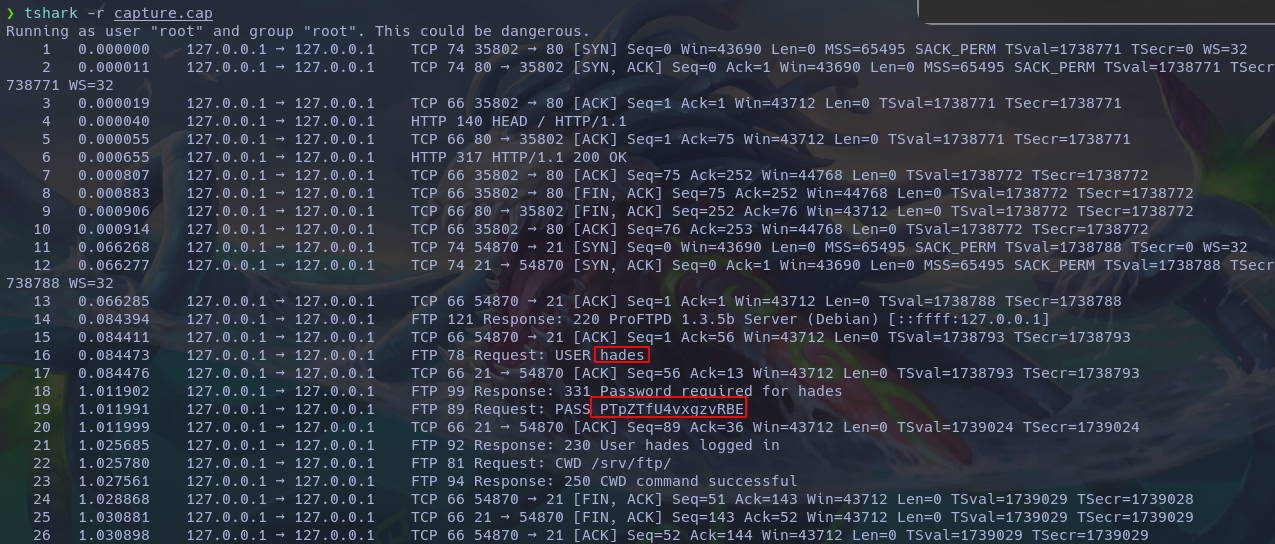 ❯ tshark -r capture.cap
Running as user "root" and group "root". This could be dangerous.
1 0.000000 127.0.0.1 → 127.0.0.1 TCP 74 35802 → 80 [SYN] Seq=0 Win=43690 Len=0 MSS=65495 SACK_PERM TSval=1738771 TSecr=0 WS=32
2 0.000011 127.0.0.1 → 127.0.0.1 TCP 74 80 → 35802 [SYN, ACK] Seq=0 Ack=1 Win=43690 Len=0 MSS=65495 SACK_PERM TSval=1738771 TSecr
738771 WS=32
3 0.000019 127.0.0.1 → 127.0.0.1 TCP 66 35802 → 80 [ACK] Seq=1 Ack=1 Win=43712 Len=0 TSval=1738771 TSecr=1738771
4 0.000040 127.0.0.1 → 127.0.0.1 HTTP 140 HEAD / HTTP/1.1
5 0.000055 127.0.0.1 → 127.0.0.1 TCP 66 80 → 35802 [ACK] Seq=1 Ack=75 Win=43712 Len=0 TSval=1738771 TSecr=1738771
6 0.000655 127.0.0.1 → 127.0.0.1 HTTP 317 HTTP/1.1 200 OK
7 0.000807 127.0.0.1 → 127.0.0.1 TCP 66 35802 → 80 [ACK] Seq=75 Ack=252 Win=44768 Len=0 TSval=1738772 TSecr=1738772
8 0.000883 127.0.0.1 → 127.0.0.1 TCP 66 35802 → 80 [FIN, ACK] Seq=75 Ack=252 Win=44768 Len=0 TSval=1738772 TSecr=1738772
9 0.000906 127.0.0.1 → 127.0.0.1 TCP 66 80 → 35802 [FIN, ACK] Seq=252 Ack=76 Win=43712 Len=0 TSval=1738772 TSecr=1738772
10 0.000914 127.0.0.1 → 127.0.0.1 TCP 66 35802 → 80 [ACK] Seq=76 Ack=253 Win=44768 Len=0 TSval=1738772 TSecr=1738772
11 0.066268 127.0.0.1 → 127.0.0.1 TCP 74 54870 → 21 [SYN] Seq=0 Win=43690 Len=0 MSS=65495 SACK_PERM TSval=1738788 TSecr=0 WS=32
12 0.066277 127.0.0.1 → 127.0.0.1 TCP 74 21 → 54870 [SYN, ACK] Seq=0 Ack=1 Win=43690 Len=0 MSS=65495 SACK_PERM TSval=1738788 TSecr
738788 WS=32
13 0.066285 127.0.0.1 → 127.0.0.1 TCP 66 54870 → 21 [ACK] Seq=1 Ack=1 Win=43712 Len=0 TSval=1738788 TSecr=1738788
14 0.084394 127.0.0.1 → 127.0.0.1 FTP 121 Response: 220 ProFTPD 1.3.5b Server (Debian) [::ffff:127.0.0.1]
15 0.084411 127.0.0.1 → 127.0.0.1 TCP 66 54870 → 21 [ACK] Seq=1 Ack=56 Win=43712 Len=0 TSval=1738793 TSecr=1738793
16 0.084473 127.0.0.1 → 127.0.0.1 FTP 78 Request: USER hades
17 0.084476 127.0.0.1 → 127.0.0.1 TCP 66 21 → 54870 [ACK] Seq=56 Ack=13 Win=43712 Len=0 TSval=1738793 TSecr=1738793
18 1.011902 127.0.0.1 → 127.0.0.1 FTP 99 Response: 331 Password required for hades
19 1.011991 127.0.0.1 → 127.0.0.1 FTP 89 Request: PASS PTpZTfU4vxgzvRBE
20 1.011999 127.0.0.1 → 127.0.0.1 TCP 66 21 → 54870 [ACK] Seq=89 Ack=36 Win=43712 Len=0 TSval=1739024 TSecr=1739024
21 1.025685 127.0.0.1 → 127.0.0.1 FTP 92 Response: 230 User hades logged in
22 1.025780 127.0.0.1 → 127.0.0.1 FTP 81 Request: CWD /srv/ftp/
23 1.027561 127.0.0.1 → 127.0.0.1 FTP 94 Response: 250 CWD command successful
24 1.028868 127.0.0.1 → 127.0.0.1 TCP 66 54870 → 21 [FIN, ACK] Seq=51 Ack=143 Win=43712 Len=0 TSval=1739029 TSecr=1739028
25 1.030881 127.0.0.1 → 127.0.0.1 TCP 66 21 → 54870 [FIN, ACK] Seq=143 Ack=52 Win=43712 Len=0 TSval=1739029 TSecr=1739029
26 1.030898 127.0.0.1 → 127.0.0.1 TCP 66 54870 → 21 [ACK] Seq=52 Ack=144 Win=43712 Len=0 TSval=1739029 TSecr=1739029